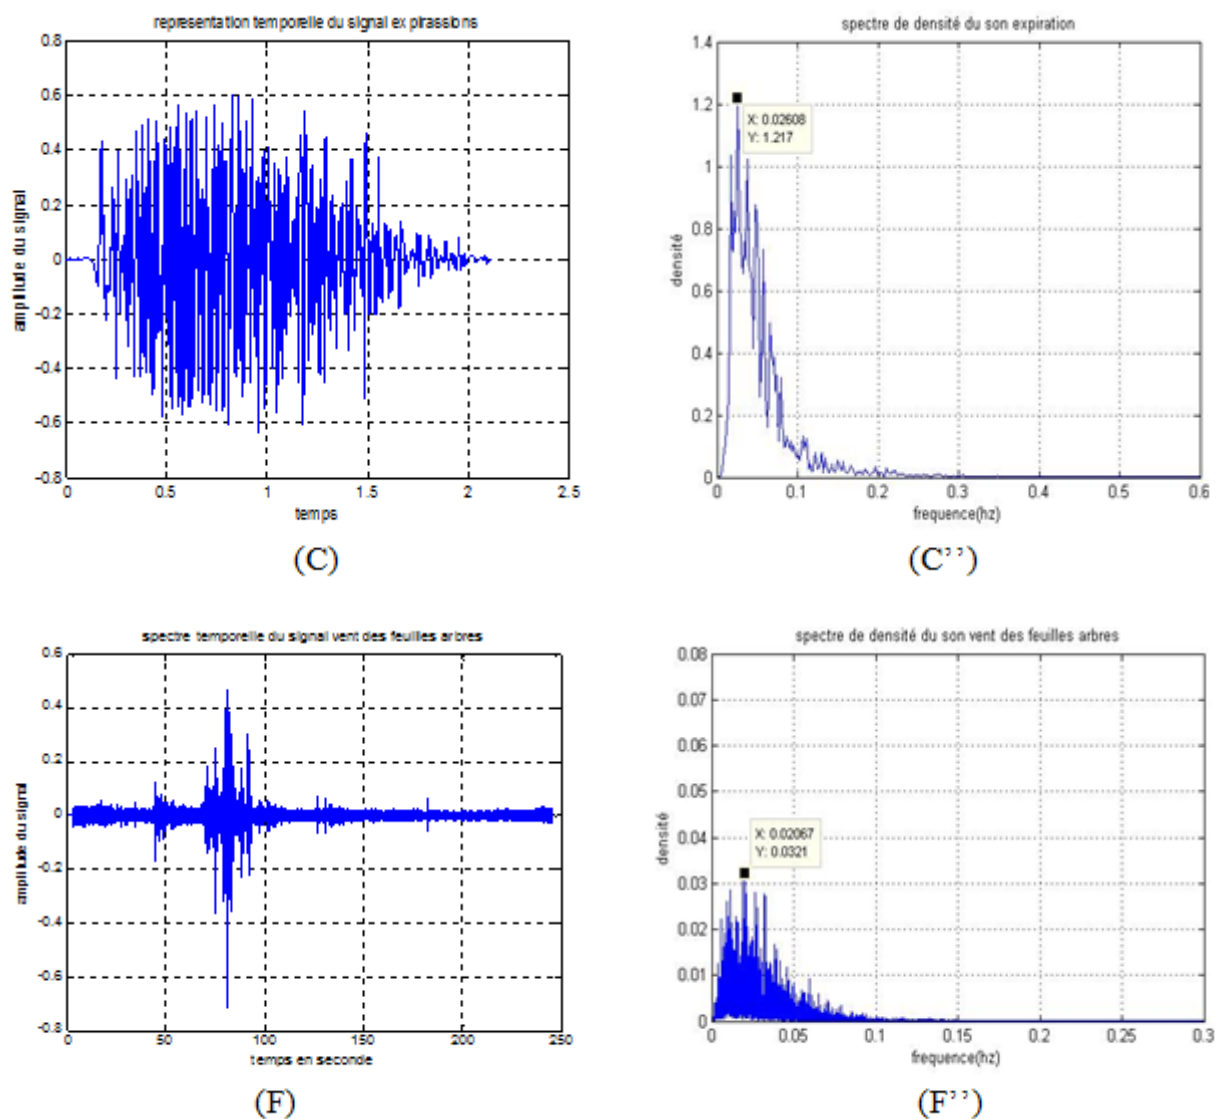 representation temporelle du signal ex pirassions
0.8
0.6
0.4
0.2
0
-0.2
-0.4
-0.6
-0.8
amplitude du signal
0 0.5 1 1.5 2 2.5
temps
(C)
spectre de densité du son expiration
1.4
1.2
1
0.8
0.6
0.4
0.2
0
densité
X: 0.02608
Y: 1.217
0 0.1 0.2 0.3 0.4 0.5 0.6
frequence(hz)
(C’’)
spectre temporelle du signal vent des feuilles arbres
0.6
0.4
0.2
0
-0.2
-0.4
-0.6
-0.8
amplitude du signal
0 50 100 150 200 250
temps en seconde
(F)
spectre de densité du son vent des feuilles arbres
0.08
0.07
0.06
0.05
0.04
0.03
0.02
0.01
0
densité
X: 0.02067
Y: 0.0321
0 0.05 0.1 0.15 0.2 0.25 0.3
frequence(hz)
(F’’)